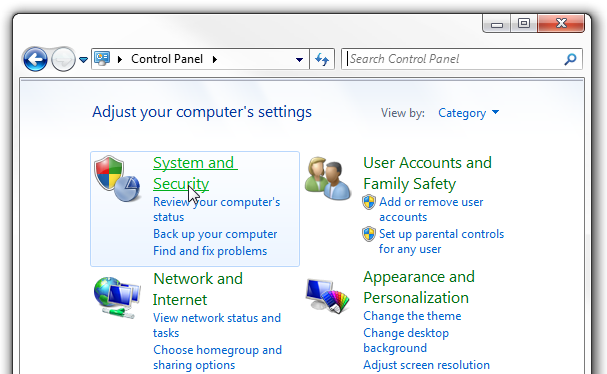 Control Panel
Search Control Panel
Adjust your computer's settings
View by: Category
System and
Security
Review your computer's
status
Back up your computer
Find and fix problems
User Accounts and
Family Safety
Add or remove user
accounts
Set up parental controls
for any user
Network and
Internet
View network status and
tasks
Choose homegroup and
sharing options
Appearance and
Personalization
Change the theme
Change desktop
background
Adjust screen resolution